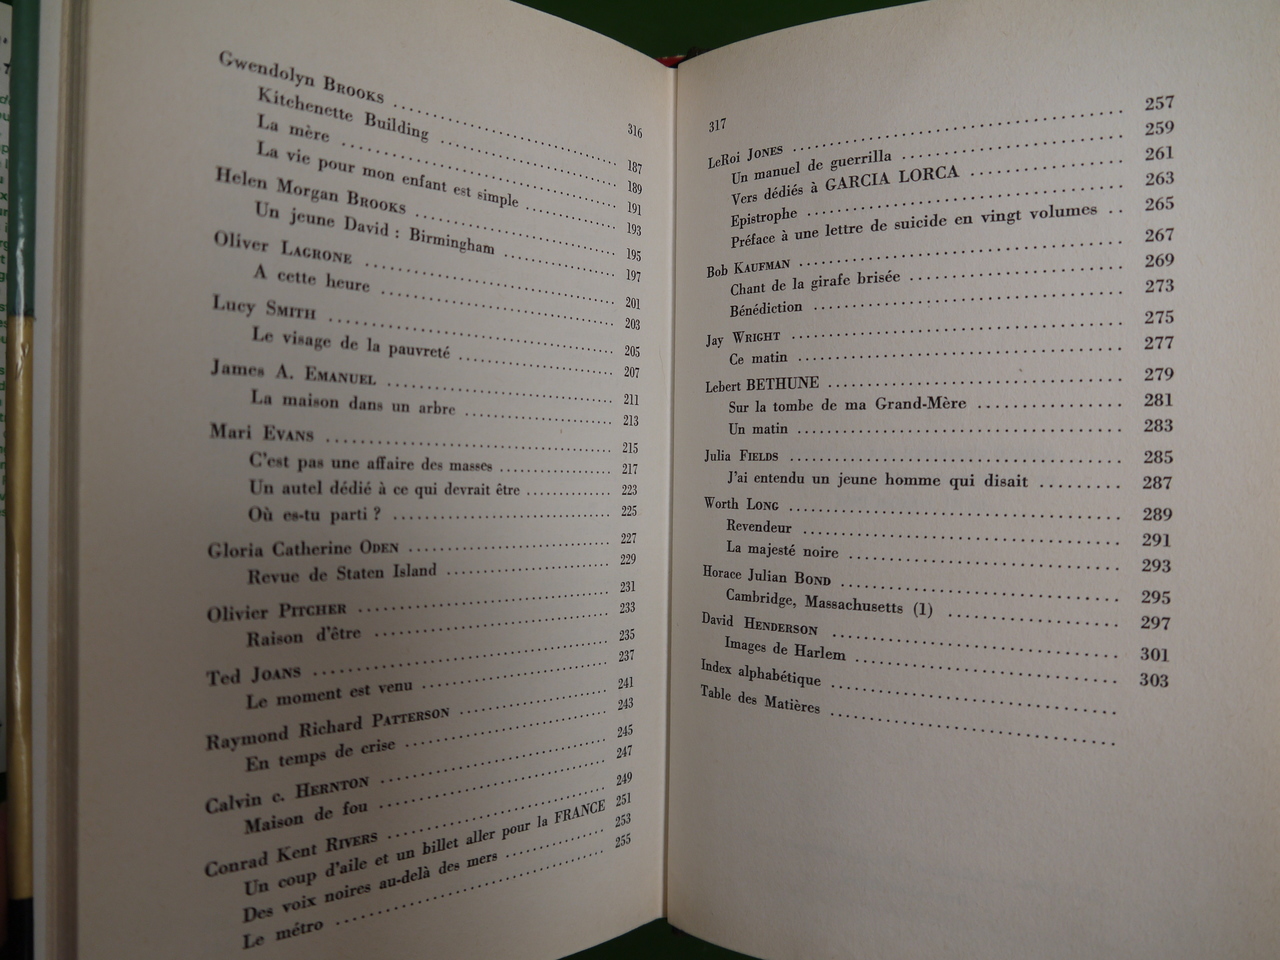 316
Gwendolyn BROOKS ........ 187
Kitchenette Building ........ 189
La mère ........ 191
La vie pour mon enfant est simple ........ 193
Helen Morgan BROOKS ........ 195
Un jeune David : Birmingham ........ 197
Oliver LAGRONE ........ 201
A cette heure ........ 203
Lucy SMITH ........ 205
Le visage de la pauvreté ........ 207
James A. EMANUEL ........ 211
La maison dans un arbre ........ 213
Mari EVANS ........ 215
C'est pas une affaire des masses ........ 217
Un autel dédié à ce qui devrait être ........ 223
Où es-tu parti ? ........ 225
Gloria Catherine ODEN ........ 227
Revue de Staten Island ........ 229
Olivier PITCHER ........ 231
Raison d'être ........ 233
Ted JOANS ........ 235
Le moment est venu ........ 237
Raymond Richard PATTERSON ........ 241
En temps de crise ........ 243
Calvin c. HERNTON ........ 245
Maison de fou ........ 247
Conrad Kent RIVERS ........ 249
Un coup d'aile et un billet aller pour la FRANCE 251
Des voix noires au-delà des mers ........ 253
Le métro ........ 255
317
LeRoi JONES ........ 257
Un manuel de guerrilla ........ 259
Vers dédiés à GARCIA LORCA ........ 261
Epistrophe ........ 263
Préface à une lettre de suicide en vingt volumes .. 265
Bob KAUFMAN ........ 267
Chant de la girafe brisée ........ 269
Bénédiction ........ 273
Jay WRIGHT ........ 275
Ce matin ........ 277
Lebert BETHUNE ........ 279
Sur la tombe de ma Grand-Mère ........ 281
Un matin ........ 283
Julia FIELDS ........ 285
J'ai entendu un jeune homme qui disait ........ 287
Worth LONG ........ 289
Revendeur ........ 291
La majesté noire ........ 293
Horace Julian BOND ........ 295
Cambridge, Massachusetts (1) ........ 297
David HENDERSON ........ 301
Images de Harlem ........ 303
Index alphabétique ........
Table des Matières ........